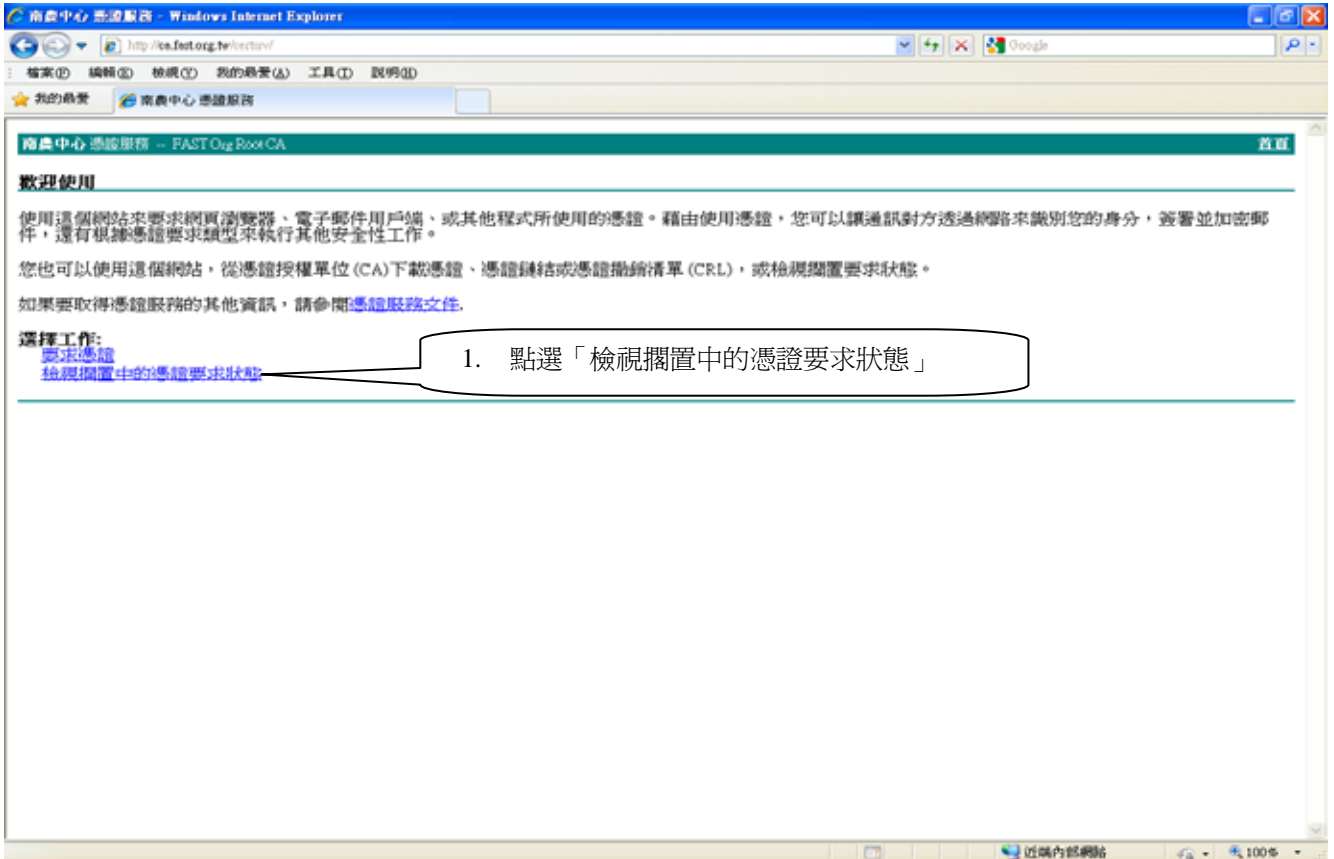 南農中心 憑證服務 - Windows Internet Explorer
http://ca.fast.org.tw/certsrv/
Google
檔案(F) 編輯(E) 檢視(V) 我的最愛(A) 工具(T) 說明(H)
我的最愛 南農中心 憑證服務
南農中心 憑證服務 -- FAST Org Root CA 首頁
歡迎使用
使用這個網站來要求網頁瀏覽器、電子郵件用戶端、或其他程式所使用的憑證。藉由使用憑證，您可以讓通訊對方透過網路來識別您的身分，簽署並加密郵
件，還有根據憑證要求類型來執行其他安全性工作。
您也可以使用這個網站，從憑證授權單位 (CA)下載憑證、憑證鏈結或憑證撤銷清單 (CRL)，或檢視擱置要求狀態。
如果要取得憑證服務的其他資訊，請參閱憑證服務文件.
選擇工作:
要求憑證
檢視擱置中的憑證要求狀態
1. 點選「檢視擱置中的憑證要求狀態」
近端內部網路 100%